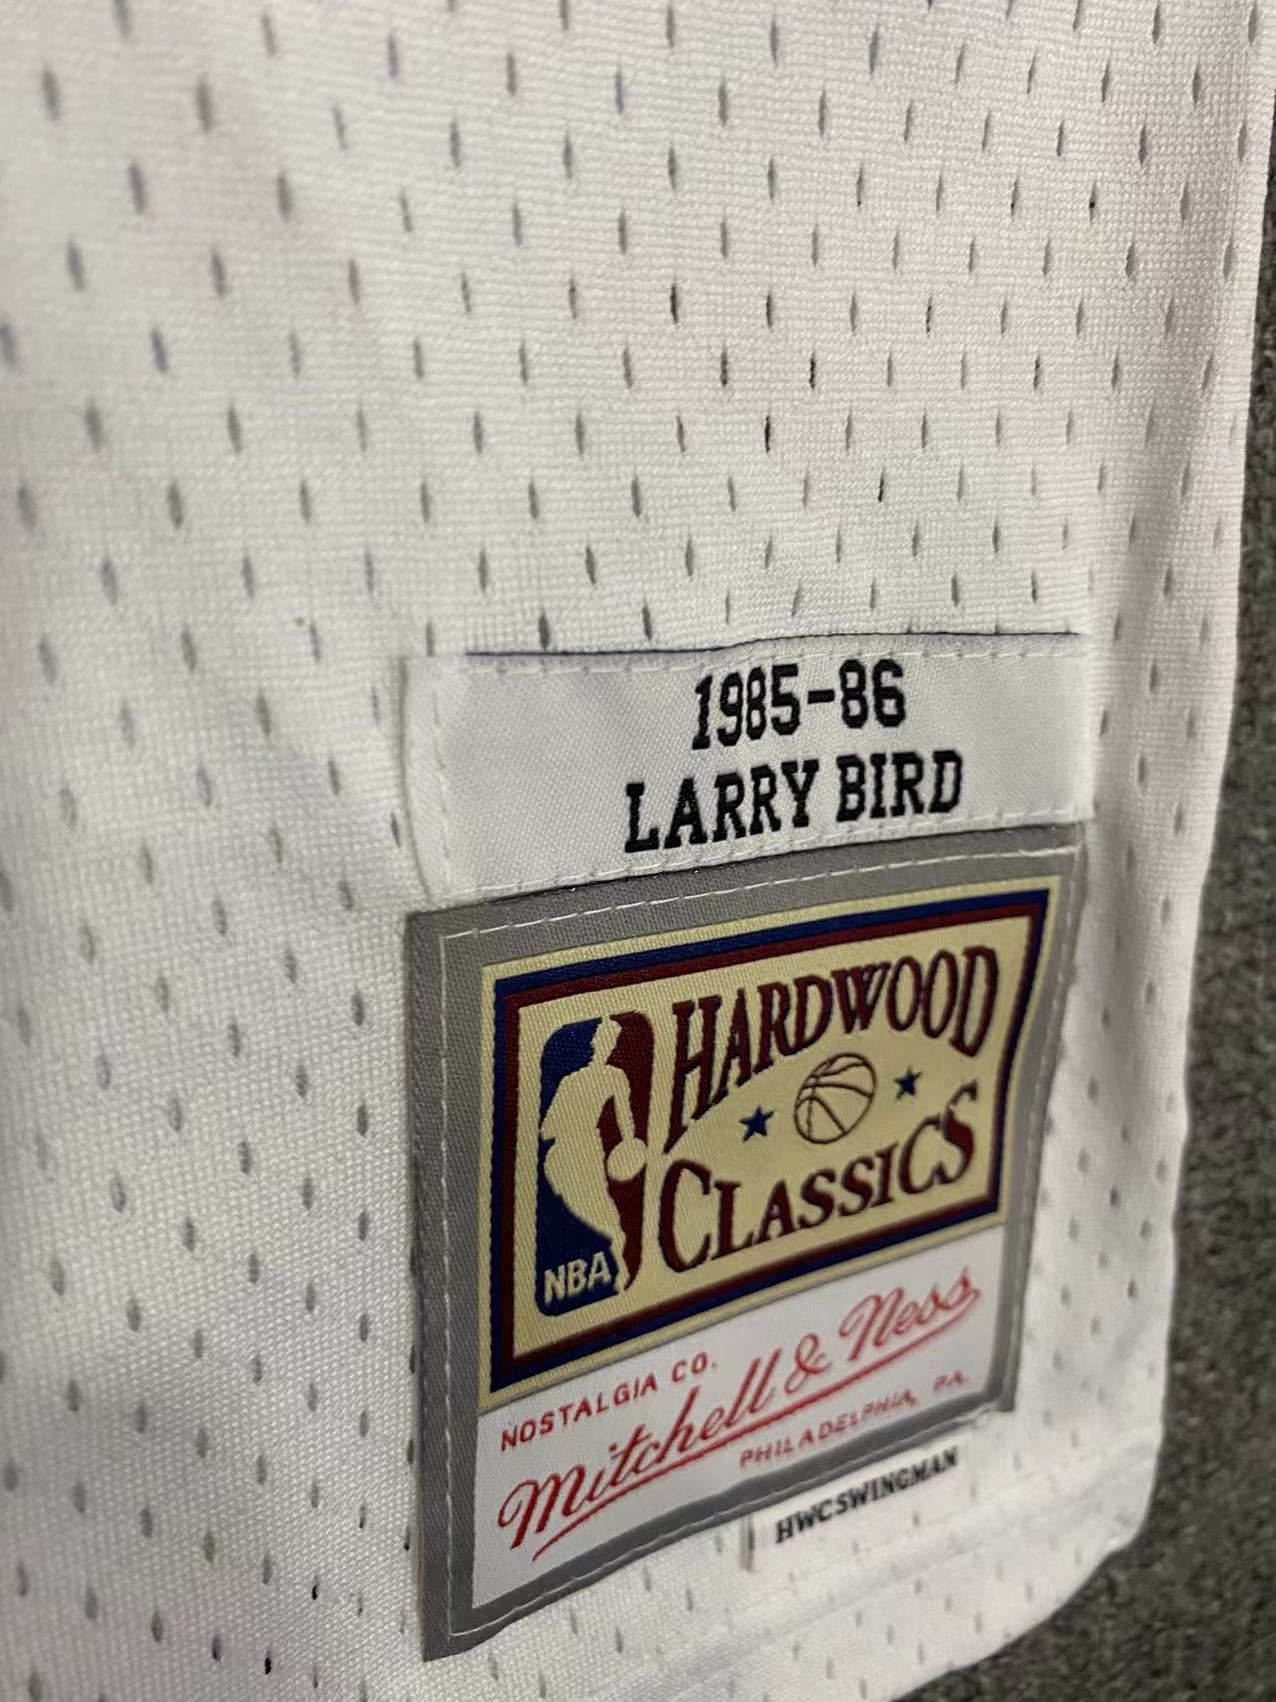 1985-86
LARRY BIRD
HARDWOOD
CLASSICS
NBA
NOSTALGIA CO.
Mitchell & Ness
PHILADELPHIA, PA.
HWCSWINGMAN